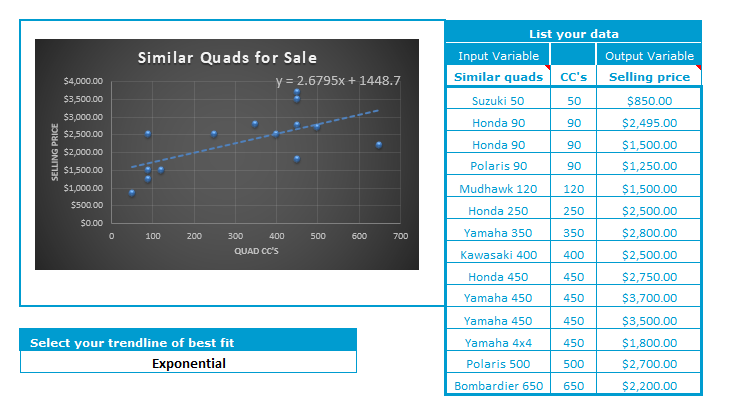 Similar Quads for Sale
y = 2.6795x + 1448.7
$4,000.00
$3,500.00
$3,000.00
$2,500.00
$2,000.00
$1,500.00
$1,000.00
$500.00
$0.00
SELLING PRICE
0 100 200 300 400 500 600 700
QUAD CC'S
Select your trendline of best fit
Exponential
List your data
Input Variable Output Variable
Similar quads CC's Selling price
Suzuki 50 50 $850.00
Honda 90 90 $2,495.00
Honda 90 90 $1,500.00
Polaris 90 90 $1,250.00
Mudhawk 120 120 $1,500.00
Honda 250 250 $2,500.00
Yamaha 350 350 $2,800.00
Kawasaki 400 400 $2,500.00
Honda 450 450 $2,750.00
Yamaha 450 450 $3,700.00
Yamaha 450 450 $3,500.00
Yamaha 4x4 450 $1,800.00
Polaris 500 500 $2,700.00
Bombardier 650 650 $2,200.00